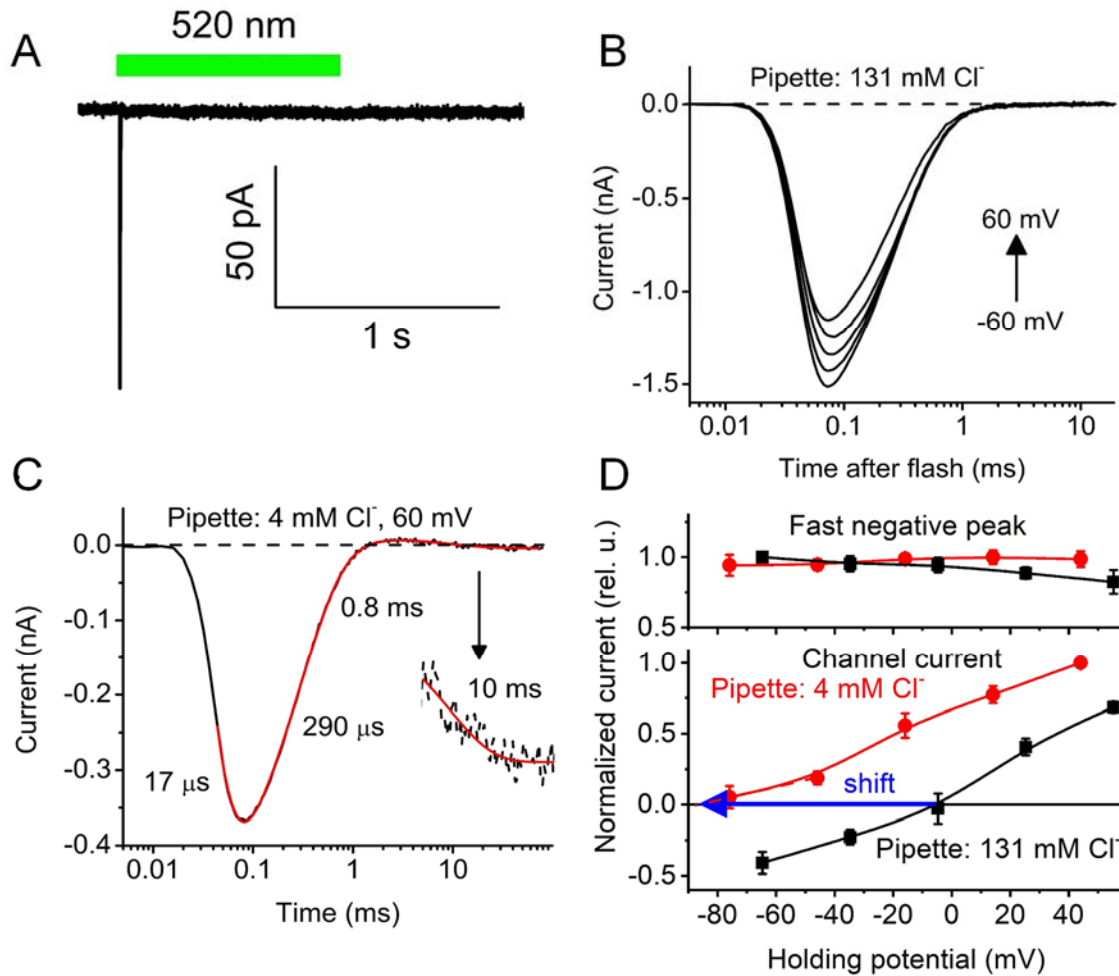 A
520 nm
50 pA
1 s
B
Pipette: 131 mM Cl⁻
0.0
-0.5
-1.0
-1.5
Current (nA)
60 mV
-60 mV
0.01 0.1 1 10
Time after flash (ms)
C
Pipette: 4 mM Cl⁻, 60 mV
0.0
-0.1
-0.2
-0.3
-0.4
Current (nA)
0.8 ms
10 ms
290 μs
17 μs
0.01 0.1 1 10
Time (ms)
D
Fast negative peak
1.0
0.5
Normalized current (rel. u.)
Channel current
1.0
Pipette: 4 mM Cl⁻
0.5
shift
0.0
Pipette: 131 mM Cl⁻
-0.5
-80 -60 -40 -20 0 20 40
Holding potential (mV)